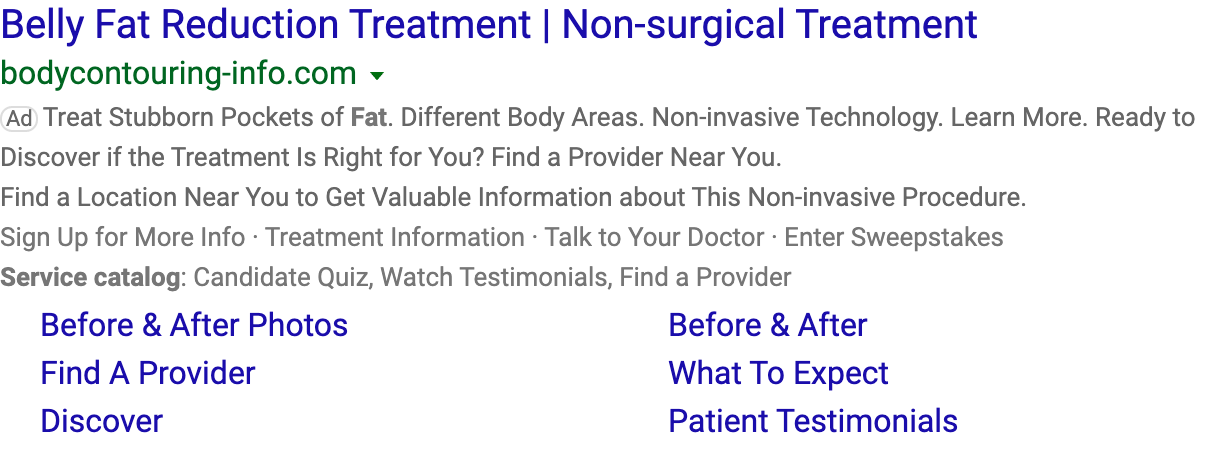 Belly Fat Reduction Treatment | Non-surgical Treatment
bodycontouring-info.com
Ad Treat Stubborn Pockets of Fat. Different Body Areas. Non-invasive Technology. Learn More. Ready to
Discover if the Treatment Is Right for You? Find a Provider Near You.
Find a Location Near You to Get Valuable Information about This Non-invasive Procedure.
Sign Up for More Info · Treatment Information · Talk to Your Doctor · Enter Sweepstakes
Service catalog: Candidate Quiz, Watch Testimonials, Find a Provider
Before & After Photos Before & After
Find A Provider What To Expect
Discover Patient Testimonials